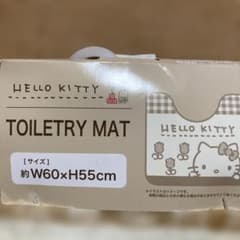 HELLO KITTY
TOILETRY MAT
[サイズ]
約W60×H55cm
HELLO KITTY